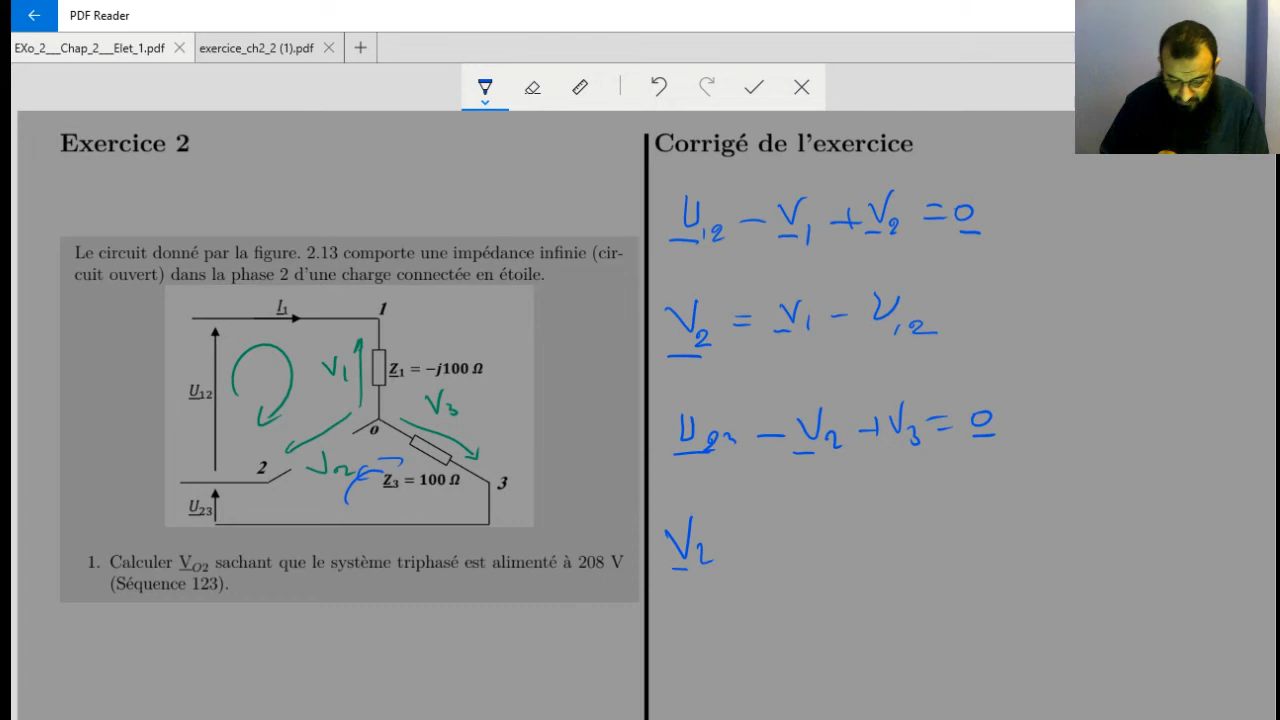 PDF Reader
EXo_2___Chap_2___Elet_1.pdf
exercice_ch2_2 (1).pdf
Exercice 2
Le circuit donné par la figure. 2.13 comporte une impédance infinie (cir-
cuit ouvert) dans la phase 2 d'une charge connectée en étoile.
I1
1
U12
V1
Z1 = −j100 Ω
V3
o
2
V2
Z3 = 100 Ω
3
U23
1. Calculer VO2 sachant que le système triphasé est alimenté à 208 V
(Séquence 123).
Corrigé de l'exercice
U12 − V1 + V2 = 0
V2 = V1 − V12
U23 − V2 + V3 = 0
V2